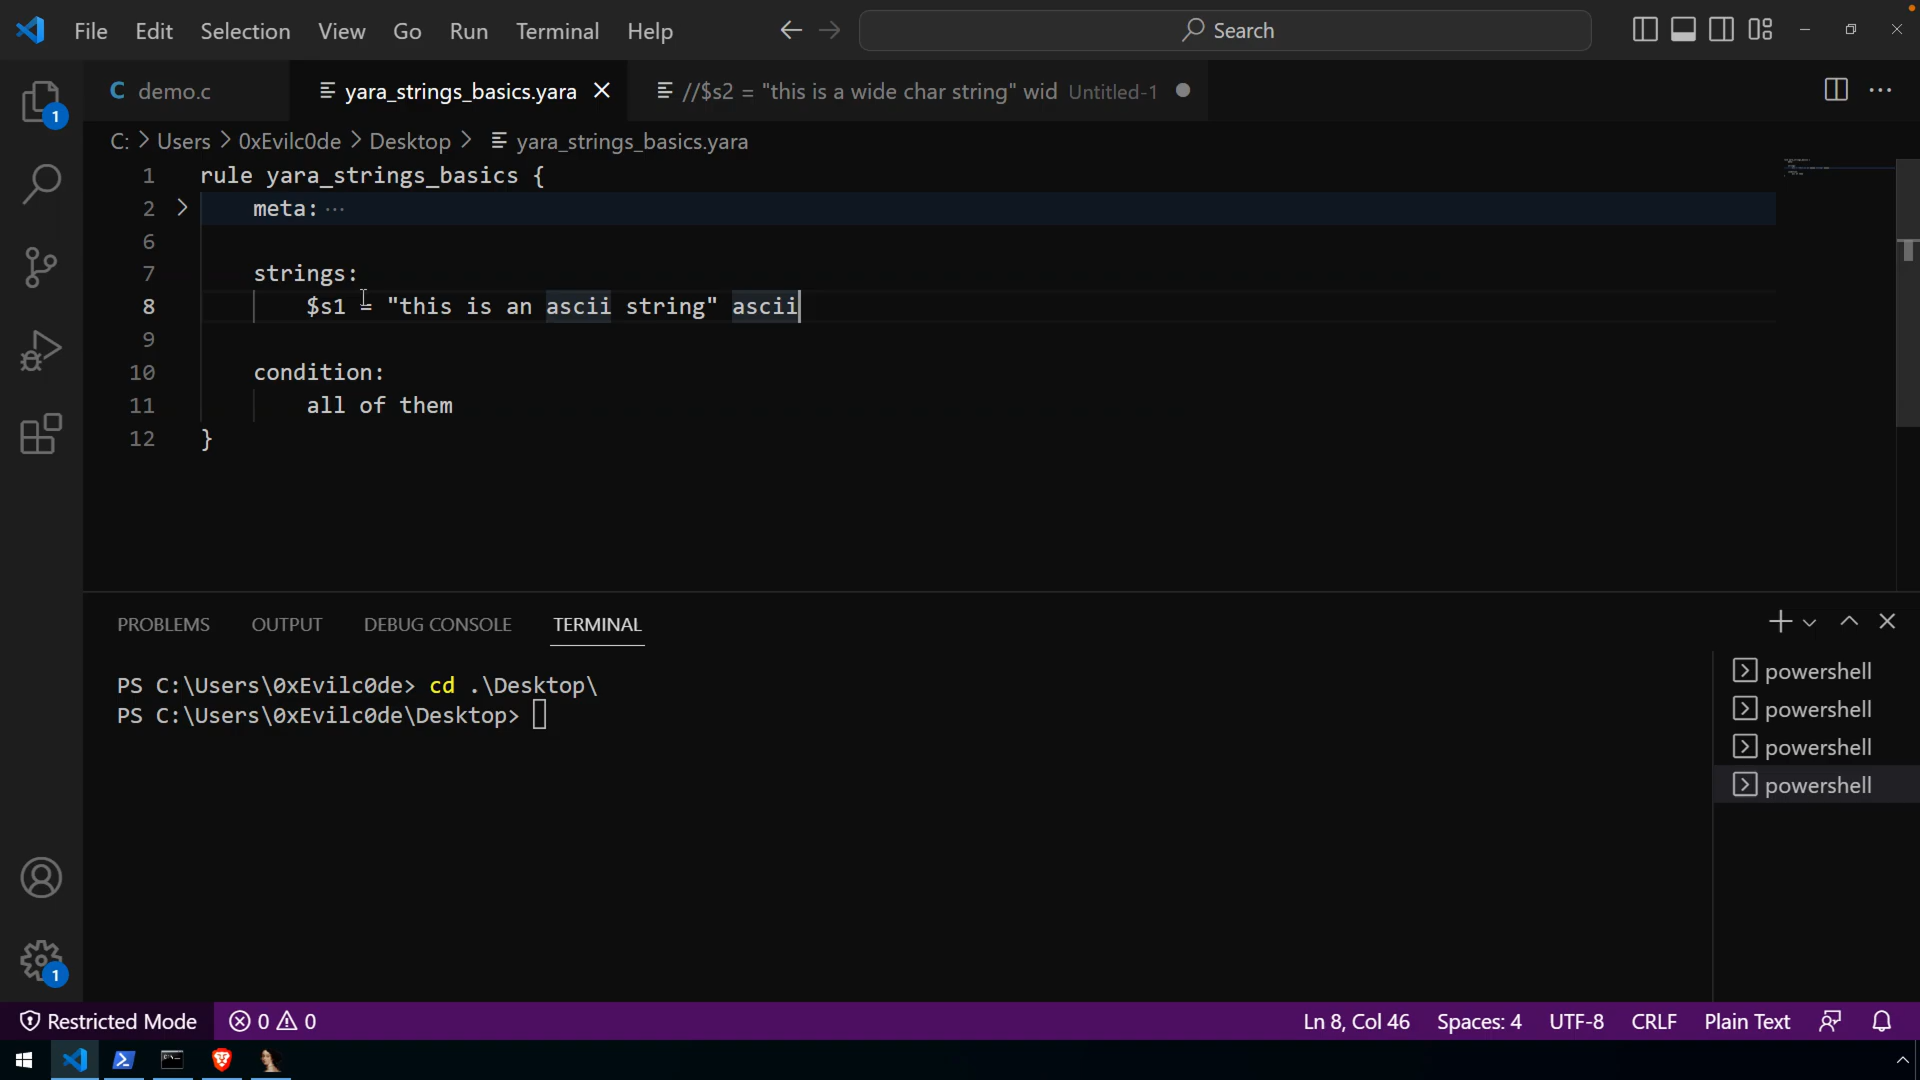 File Edit Selection View Go Run Terminal Help Search
demo.c yara_strings_basics.yara //$s2 = "this is a wide char string" wid Untitled-1
1
C: > Users > 0xEvilc0de > Desktop > yara_strings_basics.yara
1 rule yara_strings_basics {
2 meta: ···
6
7 strings:
8 $s1 = "this is an ascii string" ascii
9
10 condition:
11 all of them
12 }
PROBLEMS OUTPUT DEBUG CONSOLE TERMINAL
PS C:\Users\0xEvilc0de> cd .\Desktop\
PS C:\Users\0xEvilc0de\Desktop>
powershell
powershell
powershell
powershell
1
Restricted Mode 0 0 Ln 8, Col 46 Spaces: 4 UTF-8 CRLF Plain Text